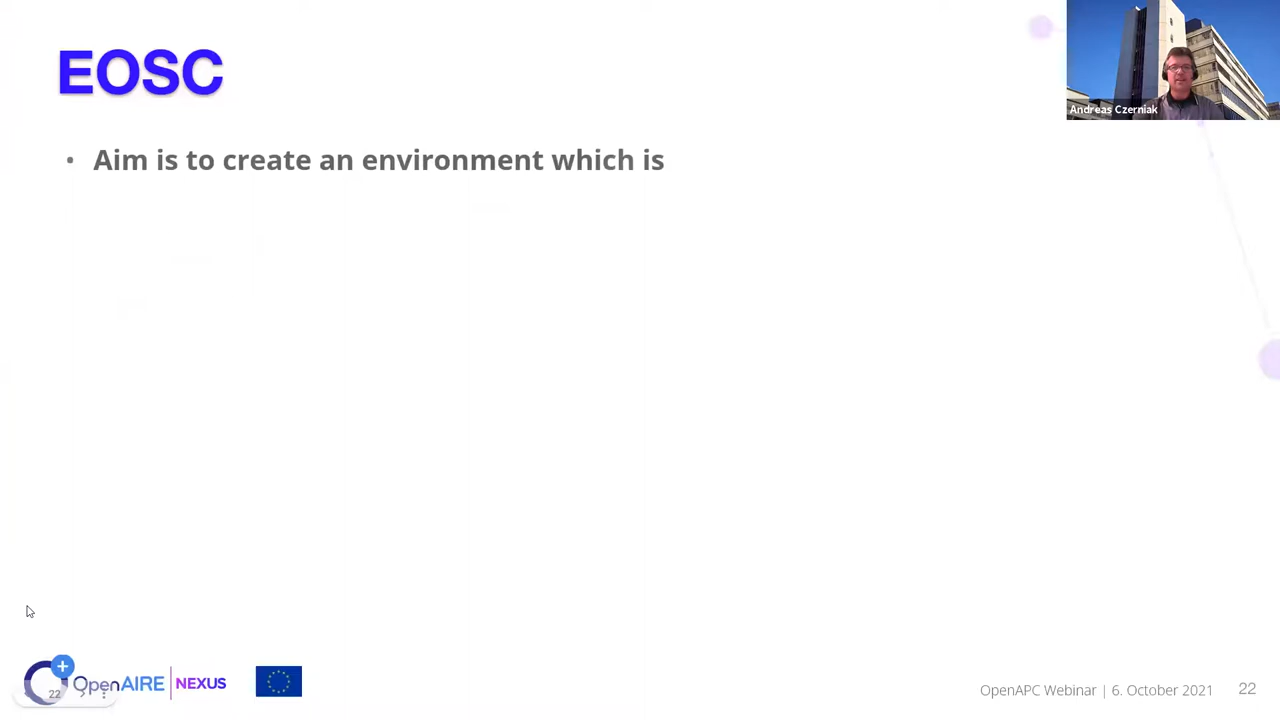 EOSC
Andreas Czerniak
• Aim is to create an environment which is
22
OpenAIRE | NEXUS
OpenAPC Webinar | 6. October 2021
22